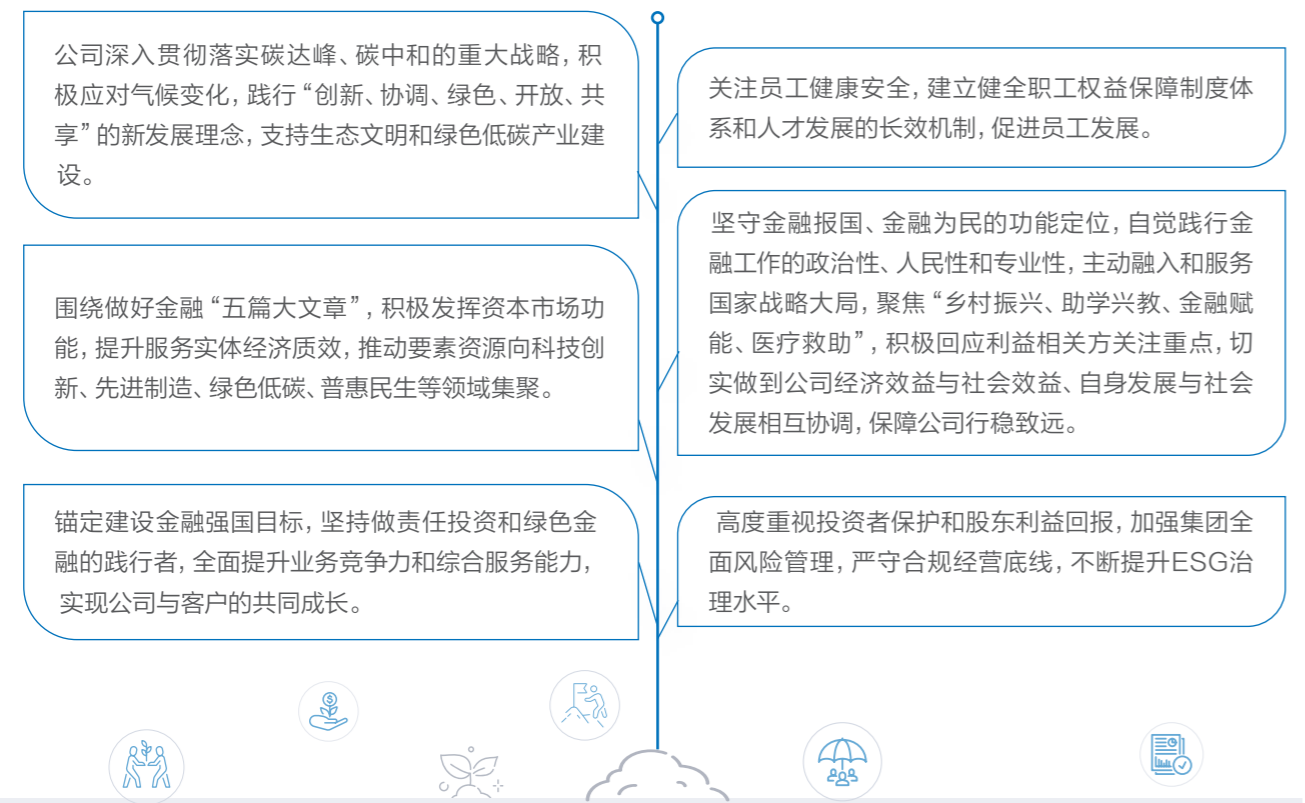 公司深入贯彻落实碳达峰、碳中和的重大战略,积
极应对气候变化,践行“创新、协调、绿色、开放、共
享”的新发展理念,支持生态文明和绿色低碳产业建
设。
关注员工健康安全,建立健全职工权益保障制度体
系和人才发展的长效机制,促进员工发展。
围绕做好金融“五篇大文章”,积极发挥资本市场功
能,提升服务实体经济质效,推动要素资源向科技创
新、先进制造、绿色低碳、普惠民生等领域集聚。
坚守金融报国、金融为民的功能定位,自觉践行金
融工作的政治性、人民性和专业性,主动融入和服务
国家战略大局,聚焦“乡村振兴、助学兴教、金融赋
能、医疗救助”,积极回应利益相关方关注重点,切
实做到公司经济效益与社会效益、自身发展与社会
发展相互协调,保障公司行稳致远。
锚定建设金融强国目标,坚持做责任投资和绿色金
融的践行者,全面提升业务竞争力和综合服务能力,
实现公司与客户的共同成长。
高度重视投资者保护和股东利益回报,加强集团全
面风险管理,严守合规经营底线,不断提升ESG治
理水平。